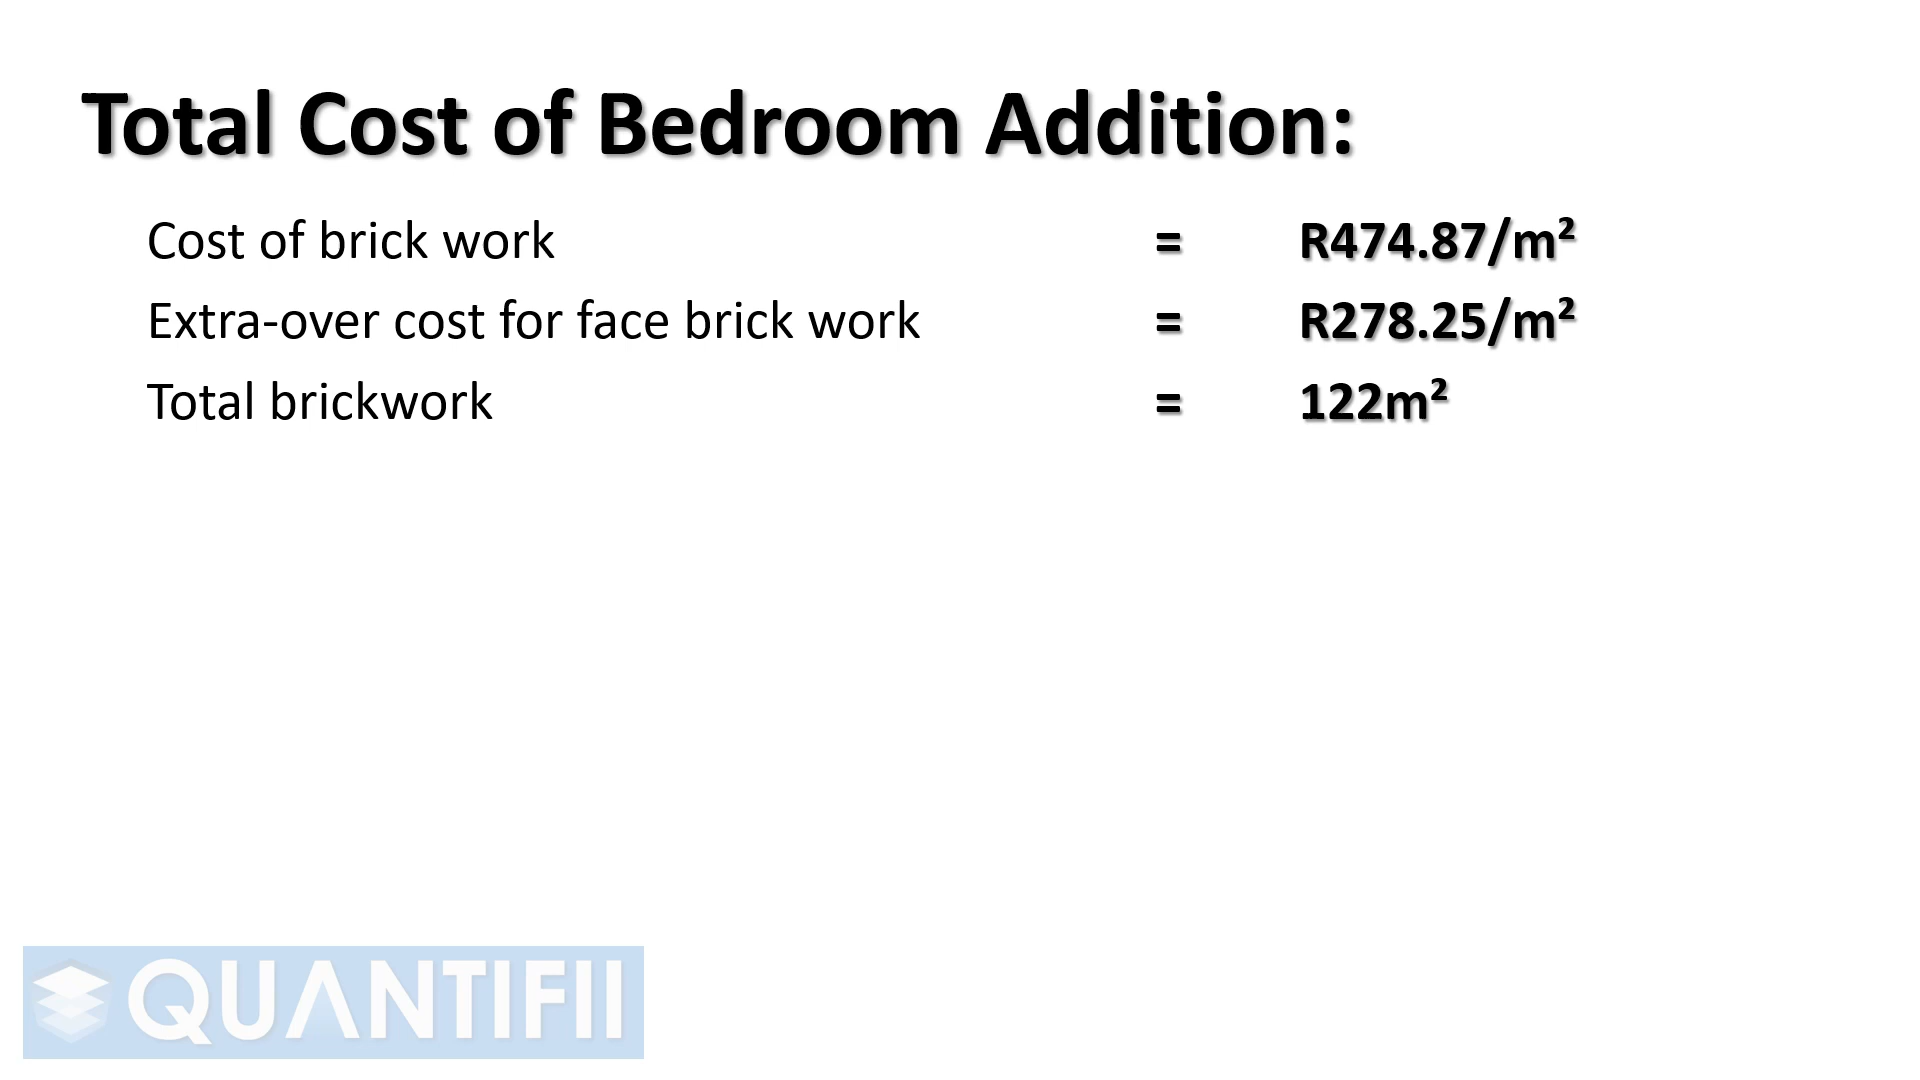 Total Cost of Bedroom Addition:
Cost of brick work = R474.87/m²
Extra-over cost for face brick work = R278.25/m²
Total brickwork = 122m²
QUANTIFII